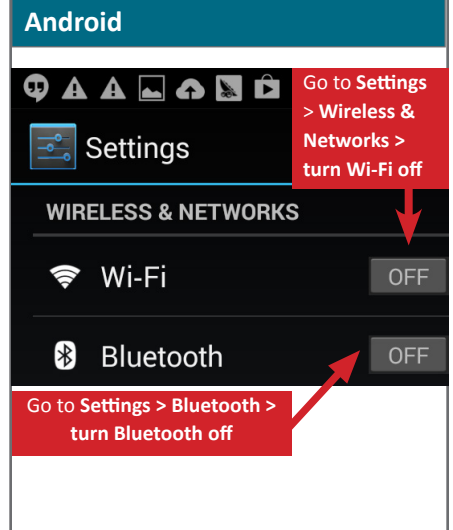 Android
Go to Settings
> Wireless &
Networks >
turn Wi-Fi off
Settings
WIRELESS & NETWORKS
Wi-Fi OFF
Bluetooth OFF
Go to Settings > Bluetooth >
turn Bluetooth off